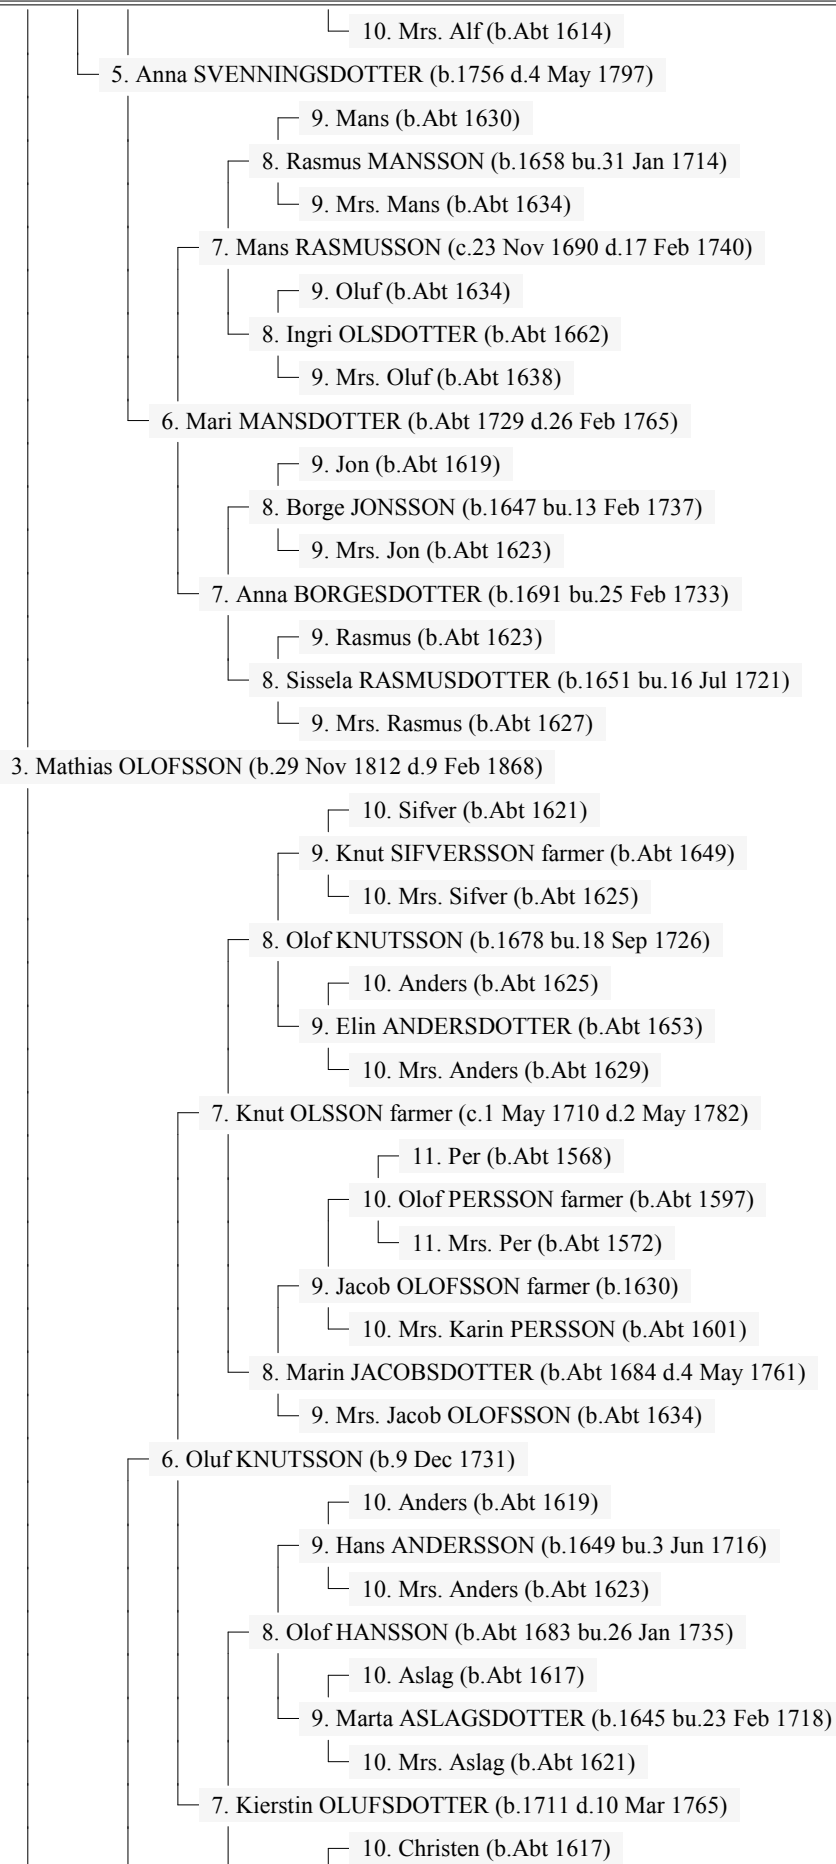 10. Mrs. Alf (b.Abt 1614)
5. Anna SVENNINGSDOTTER (b.1756 d.4 May 1797)
9. Mans (b.Abt 1630)
8. Rasmus MANSSON (b.1658 bu.31 Jan 1714)
9. Mrs. Mans (b.Abt 1634)
7. Mans RASMUSSON (c.23 Nov 1690 d.17 Feb 1740)
9. Oluf (b.Abt 1634)
8. Ingri OLSDOTTER (b.Abt 1662)
9. Mrs. Oluf (b.Abt 1638)
6. Mari MANSDOTTER (b.Abt 1729 d.26 Feb 1765)
9. Jon (b.Abt 1619)
8. Borge JONSSON (b.1647 bu.13 Feb 1737)
9. Mrs. Jon (b.Abt 1623)
7. Anna BORGESDOTTER (b.1691 bu.25 Feb 1733)
9. Rasmus (b.Abt 1623)
8. Sissela RASMUSDOTTER (b.1651 bu.16 Jul 1721)
9. Mrs. Rasmus (b.Abt 1627)
3. Mathias OLOFSSON (b.29 Nov 1812 d.9 Feb 1868)
10. Sifver (b.Abt 1621)
9. Knut SIFVERSSON farmer (b.Abt 1649)
10. Mrs. Sifver (b.Abt 1625)
8. Olof KNUTSSON (b.1678 bu.18 Sep 1726)
10. Anders (b.Abt 1625)
9. Elin ANDERSDOTTER (b.Abt 1653)
10. Mrs. Anders (b.Abt 1629)
7. Knut OLSSON farmer (c.1 May 1710 d.2 May 1782)
11. Per (b.Abt 1568)
10. Olof PERSSON farmer (b.Abt 1597)
11. Mrs. Per (b.Abt 1572)
9. Jacob OLOFSSON farmer (b.1630)
10. Mrs. Karin PERSSON (b.Abt 1601)
8. Marin JACOBSDOTTER (b.Abt 1684 d.4 May 1761)
9. Mrs. Jacob OLOFSSON (b.Abt 1634)
6. Oluf KNUTSSON (b.9 Dec 1731)
10. Anders (b.Abt 1619)
9. Hans ANDERSSON (b.1649 bu.3 Jun 1716)
10. Mrs. Anders (b.Abt 1623)
8. Olof HANSSON (b.Abt 1683 bu.26 Jan 1735)
10. Aslag (b.Abt 1617)
9. Marta ASLAGSDOTTER (b.1645 bu.23 Feb 1718)
10. Mrs. Aslag (b.Abt 1621)
7. Kierstin OLUFSDOTTER (b.1711 d.10 Mar 1765)
10. Christen (b.Abt 1617)